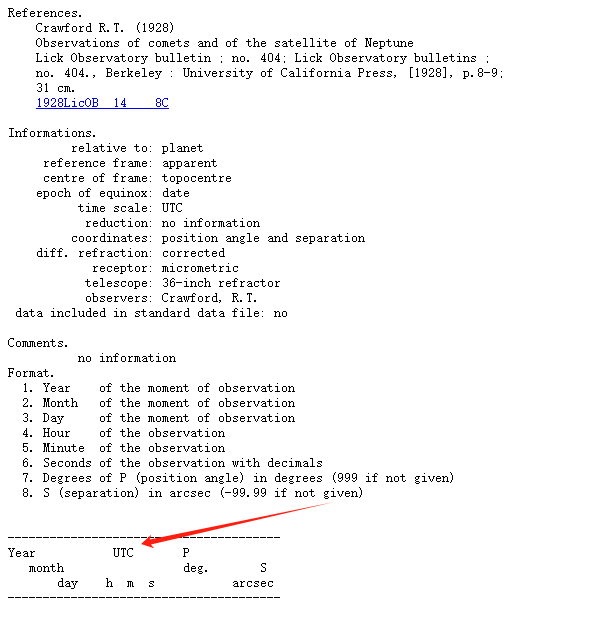 References.
Crawford R.T. (1928)
Observations of comets and of the satellite of Neptune
Lick Observatory bulletin ; no. 404; Lick Observatory bulletins ;
no. 404., Berkeley : University of California Press, [1928], p.8-9;
31 cm.
1928LicOB  14    8C
Informations.
relative to: planet
reference frame: apparent
centre of frame: topocentre
epoch of equinox: date
time scale: UTC
reduction: no information
coordinates: position angle and separation
diff. refraction: corrected
receptor: micrometric
telescope: 36-inch refractor
observers: Crawford, R.T.
data included in standard data file: no
Comments.
no information
Format.
1. Year    of the moment of observation
2. Month   of the moment of observation
3. Day     of the moment of observation
4. Hour    of the observation
5. Minute  of the observation
6. Seconds of the observation with decimals
7. Degrees of P (position angle) in degrees (999 if not given)
8. S (separation) in arcsec (-99.99 if not given)
---------------------------------------
Year           UTC       P
month                 deg.       S
day    h  m  s           arcsec
---------------------------------------